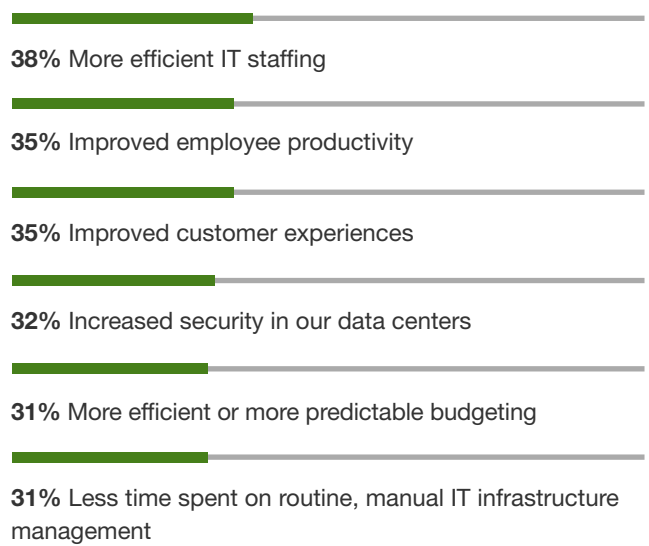 38% More efficient IT staffing
35% Improved employee productivity
35% Improved customer experiences
32% Increased security in our data centers
31% More efficient or more predictable budgeting
31% Less time spent on routine, manual IT infrastructure
management